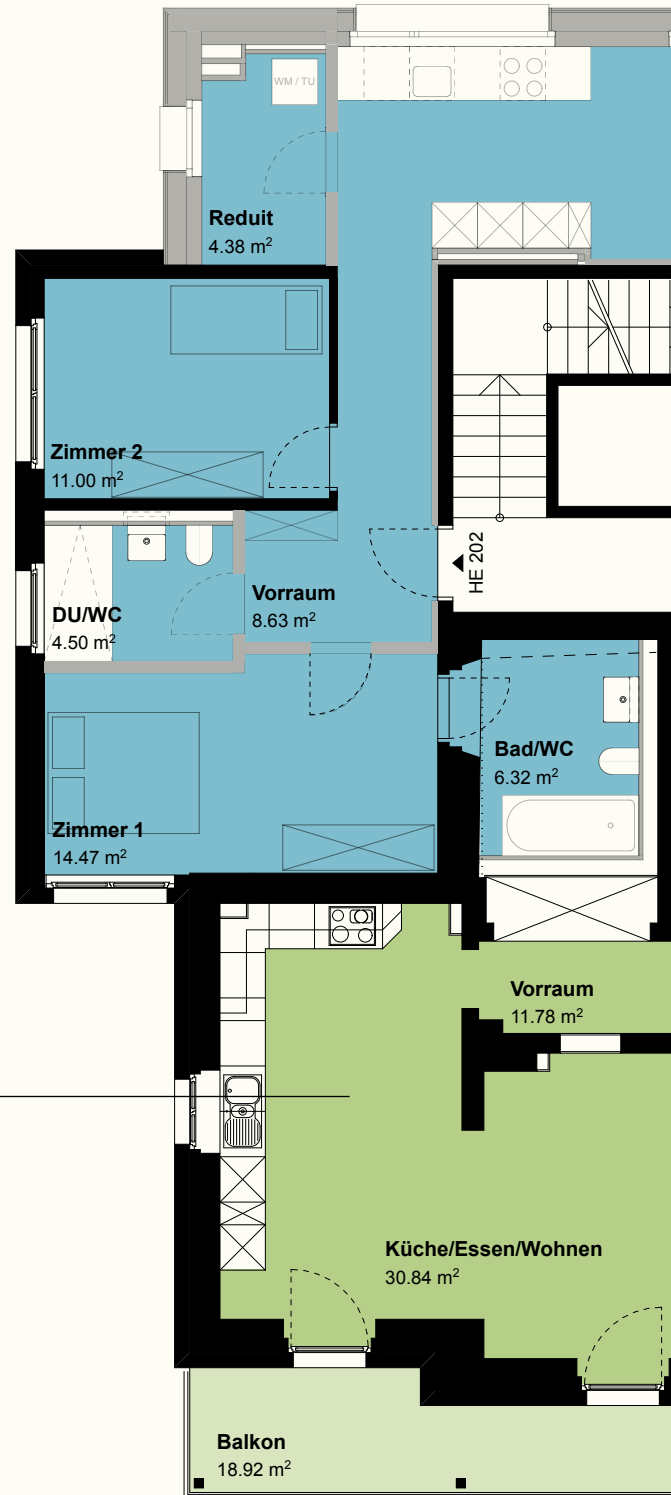 WM / TU
Reduit
4.38 m²
Zimmer 2
11.00 m²
HE 202
DU/WC
4.50 m²
Vorraum
8.63 m²
Bad/WC
6.32 m²
Zimmer 1
14.47 m²
Vorraum
11.78 m²
Küche/Essen/Wohnen
30.84 m²
Balkon
18.92 m²